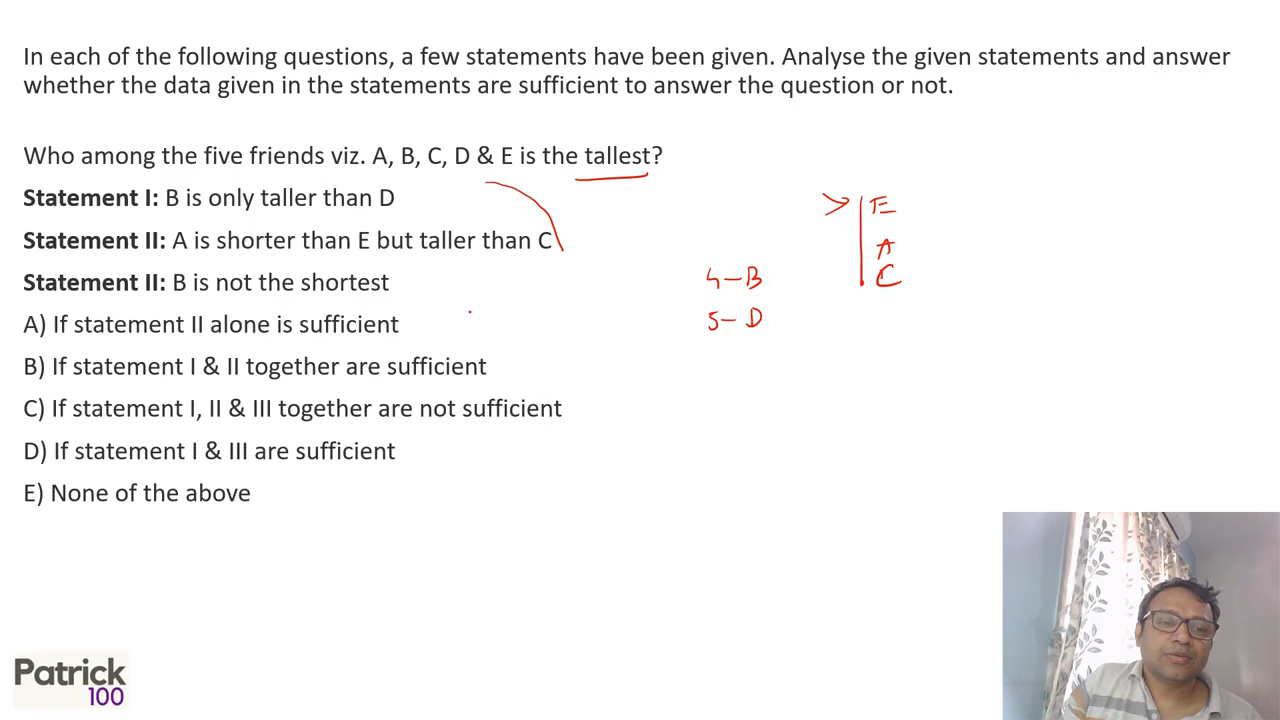 In each of the following questions, a few statements have been given. Analyse the given statements and answer
whether the data given in the statements are sufficient to answer the question or not.
Who among the five friends viz. A, B, C, D & E is the tallest?
Statement I: B is only taller than D
Statement II: A is shorter than E but taller than C
Statement II: B is not the shortest
A) If statement II alone is sufficient
B) If statement I & II together are sufficient
C) If statement I, II & III together are not sufficient
D) If statement I & III are sufficient
E) None of the above
4-B
5-D
> E
A
C
Patrick
100